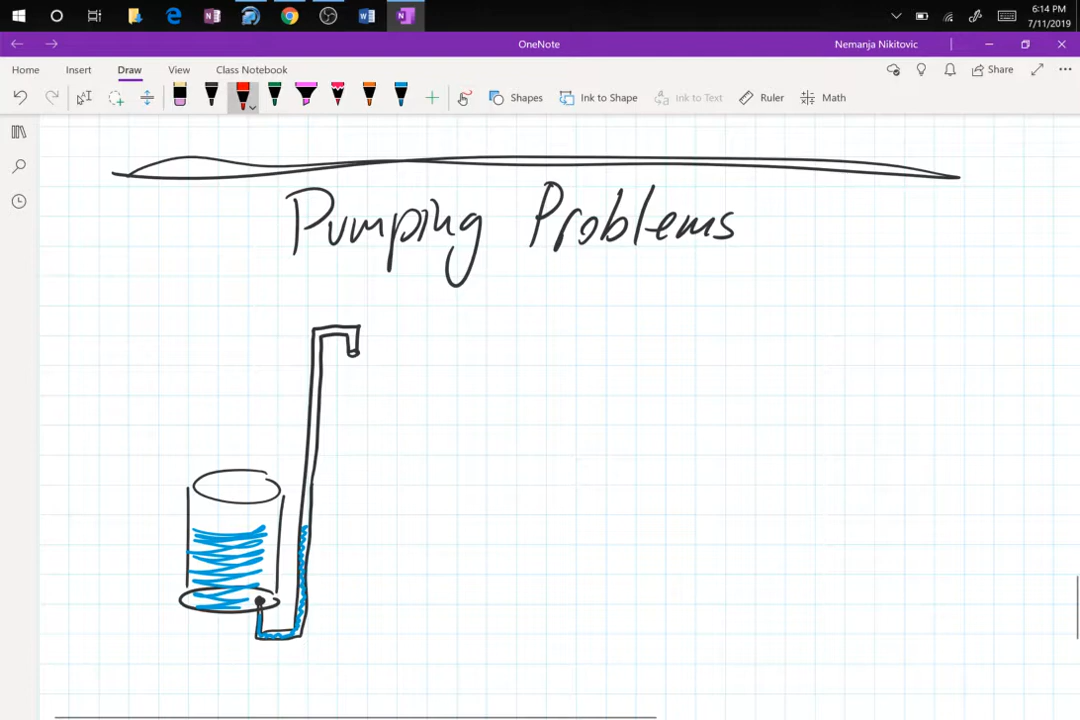 6:14 PM
7/11/2019
OneNote
Nemanja Nikitovic
Home Insert Draw View Class Notebook
Share
Shapes Ink to Shape Ink to Text Ruler Math
Pumping Problems